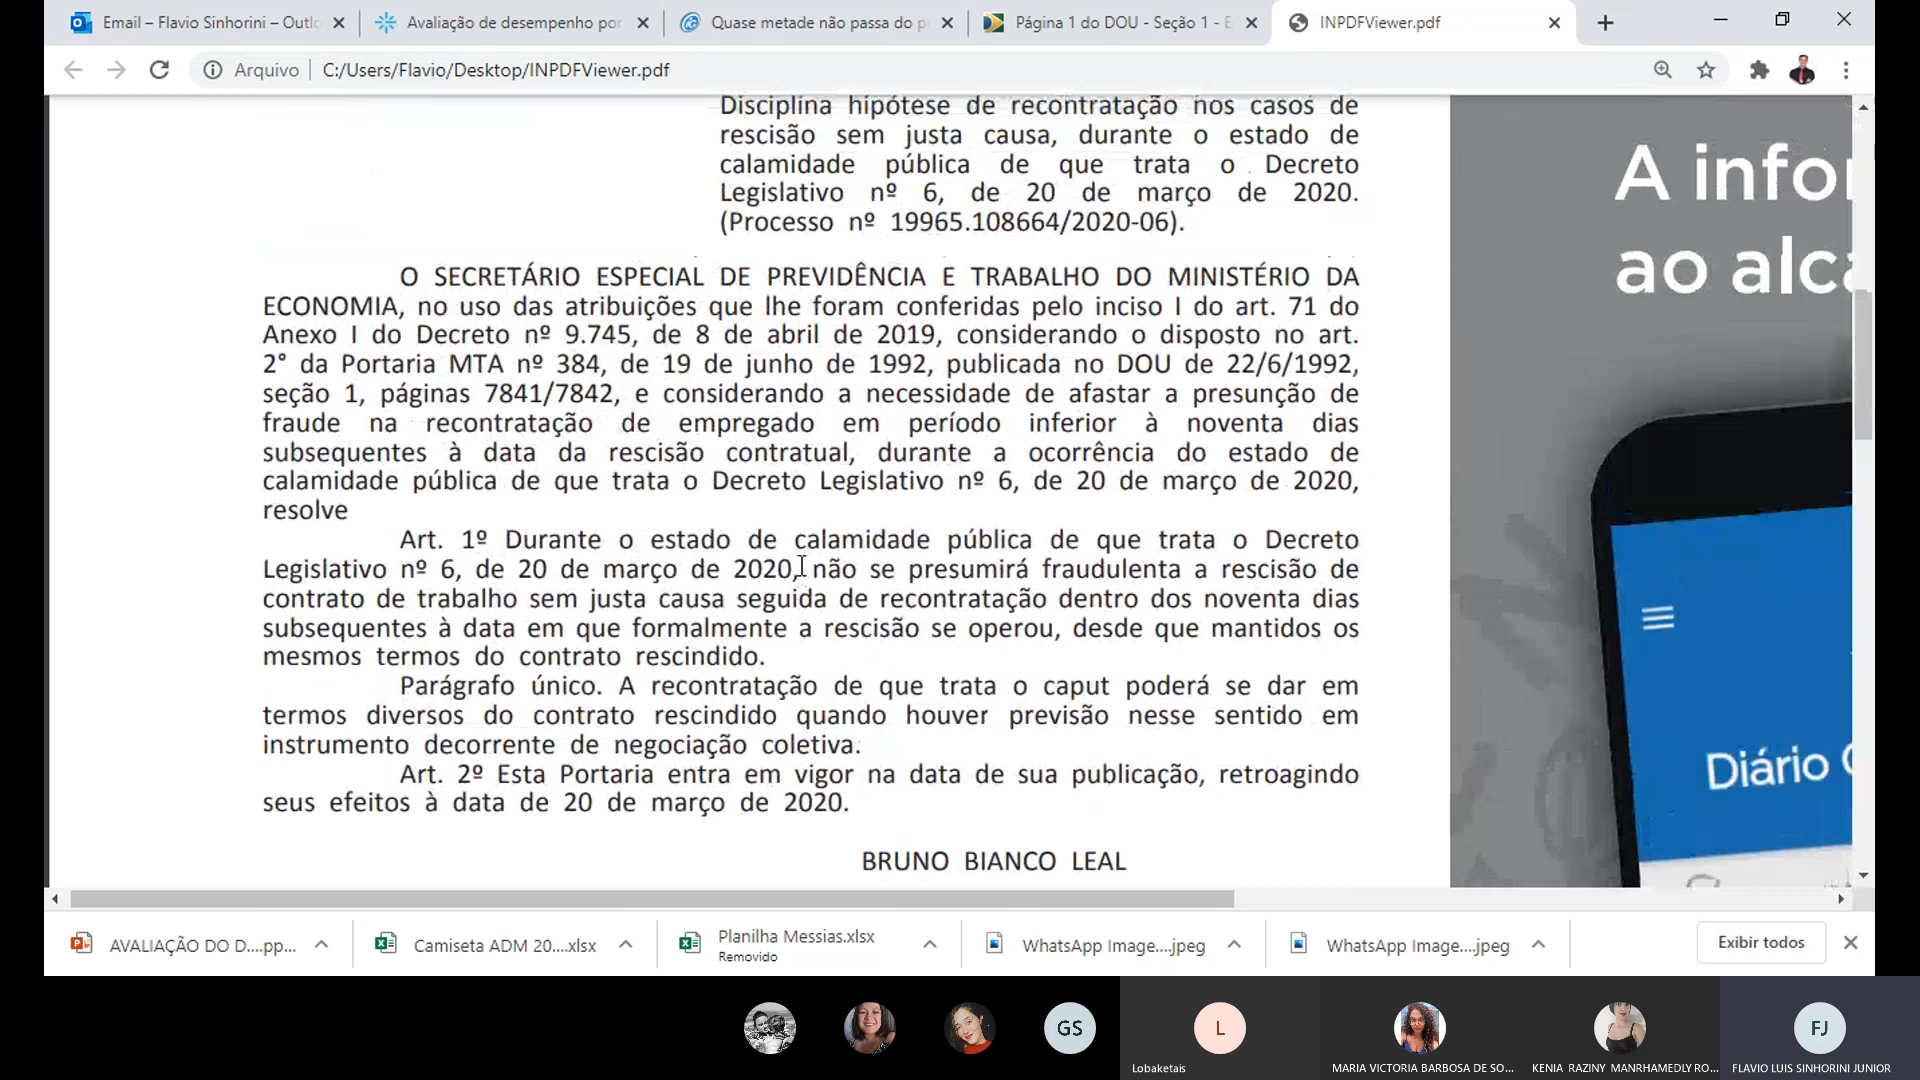 Email – Flavio Sinhorini – Outlo
Avaliação de desempenho por
Quase metade não passa do p
Página 1 do DOU - Seção 1 - E
INPDFViewer.pdf
Arquivo
C:/Users/Flavio/Desktop/INPDFViewer.pdf
Disciplina hipótese de recontratação nos casos de
rescisão sem justa causa, durante o estado de
calamidade pública de que trata o Decreto
Legislativo nº 6, de 20 de março de 2020.
(Processo nº 19965.108664/2020-06).
O SECRETÁRIO ESPECIAL DE PREVIDÊNCIA E TRABALHO DO MINISTÉRIO DA
ECONOMIA, no uso das atribuições que lhe foram conferidas pelo inciso I do art. 71 do
Anexo I do Decreto nº 9.745, de 8 de abril de 2019, considerando o disposto no art.
2° da Portaria MTA nº 384, de 19 de junho de 1992, publicada no DOU de 22/6/1992,
seção 1, páginas 7841/7842, e considerando a necessidade de afastar a presunção de
fraude na recontratação de empregado em período inferior à noventa dias
subsequentes à data da rescisão contratual, durante a ocorrência do estado de
calamidade pública de que trata o Decreto Legislativo nº 6, de 20 de março de 2020,
resolve
Art. 1º Durante o estado de calamidade pública de que trata o Decreto
Legislativo nº 6, de 20 de março de 2020, não se presumirá fraudulenta a rescisão de
contrato de trabalho sem justa causa seguida de recontratação dentro dos noventa dias
subsequentes à data em que formalmente a rescisão se operou, desde que mantidos os
mesmos termos do contrato rescindido.
Parágrafo único. A recontratação de que trata o caput poderá se dar em
termos diversos do contrato rescindido quando houver previsão nesse sentido em
instrumento decorrente de negociação coletiva.
Art. 2º Esta Portaria entra em vigor na data de sua publicação, retroagindo
seus efeitos à data de 20 de março de 2020.
BRUNO BIANCO LEAL
A infor
ao alca
Diário
AVALIAÇÃO DO D....pp...
Camiseta ADM 20....xlsx
Planilha Messias.xlsx
Removido
WhatsApp Image....jpeg
WhatsApp Image....jpeg
Exibir todos
GS
L
FJ
Lobaketais
MARIA VICTORIA BARBOSA DE SO...
KENIA RAZINY MANRHAMEDLY RO...
FLAVIO LUIS SINHORINI JUNIOR